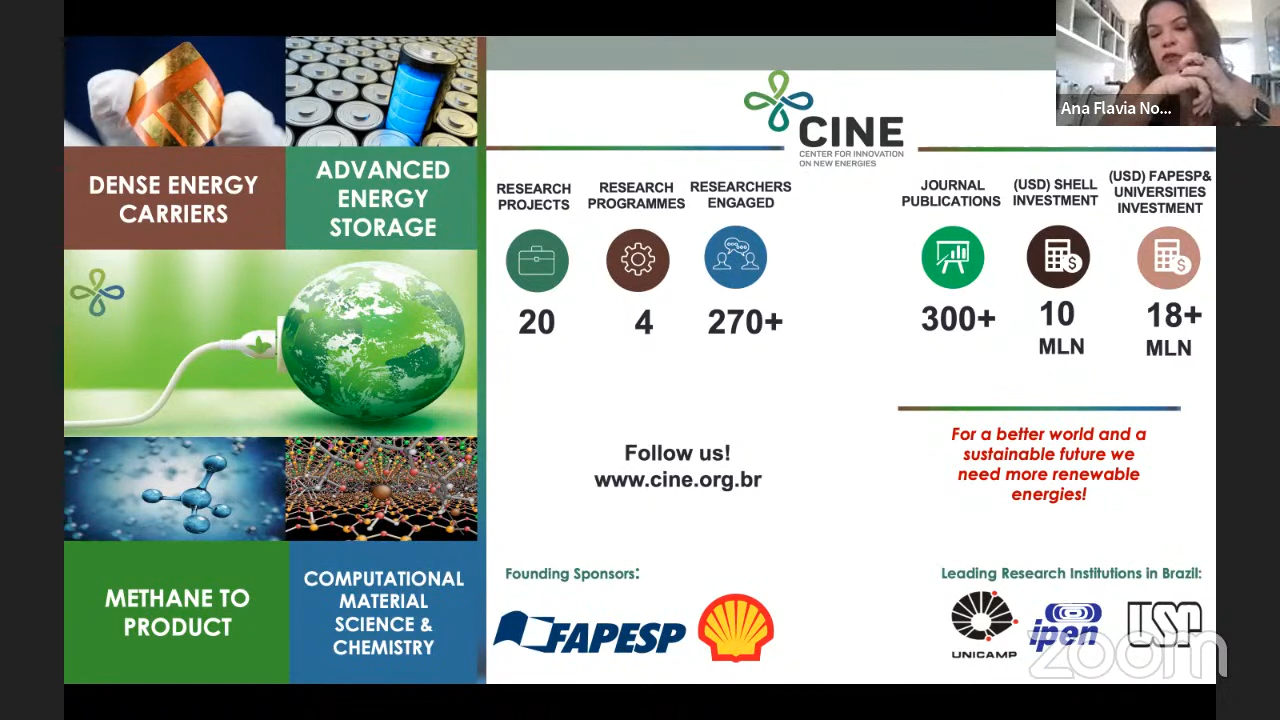 Ana Flavia No...
DENSE ENERGY
CARRIERS
ADVANCED
ENERGY
STORAGE
METHANE TO
PRODUCT
COMPUTATIONAL
MATERIAL
SCIENCE &
CHEMISTRY
CINE
CENTER FOR INNOVATION
ON NEW ENERGIES
RESEARCH
PROJECTS
20
RESEARCH
PROGRAMMES
4
RESEARCHERS
ENGAGED
270+
JOURNAL
PUBLICATIONS
300+
(USD) SHELL
INVESTMENT
10
MLN
(USD) FAPESP&
UNIVERSITIES
INVESTMENT
18+
MLN
Follow us!
www.cine.org.br
For a better world and a
sustainable future we
need more renewable
energies!
Founding Sponsors:
FAPESP
Leading Research Institutions in Brazil:
UNICAMP
ipen
USP
zoom